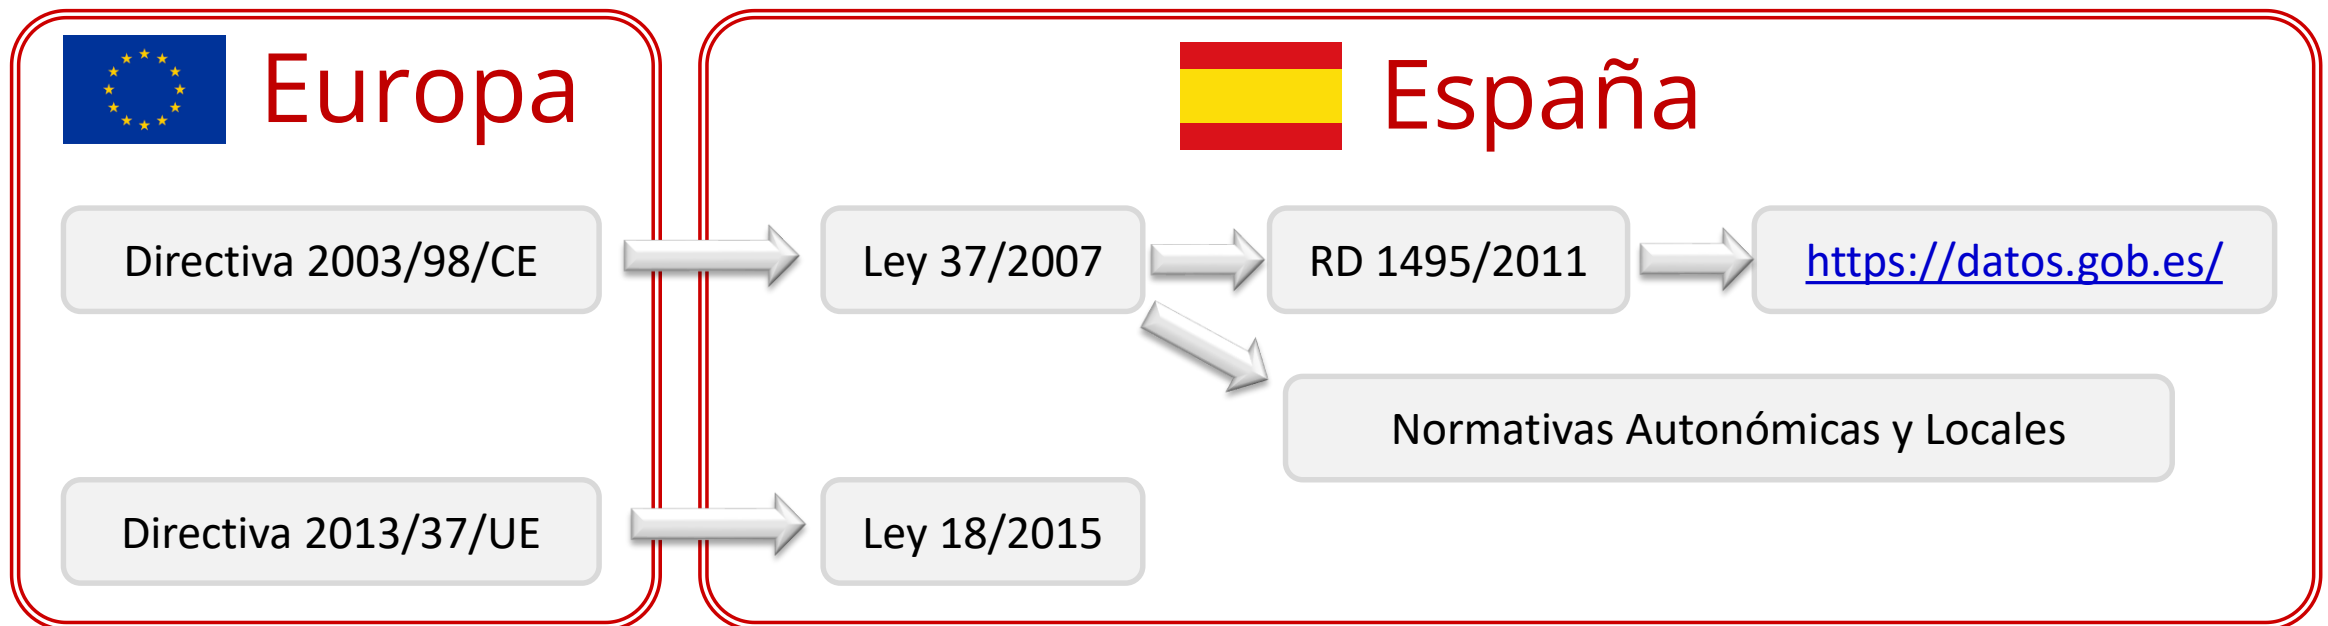 Europa
España
Directiva 2003/98/CE
Ley 37/2007
RD 1495/2011
https://datos.gob.es/
Normativas Autonómicas y Locales
Directiva 2013/37/UE
Ley 18/2015